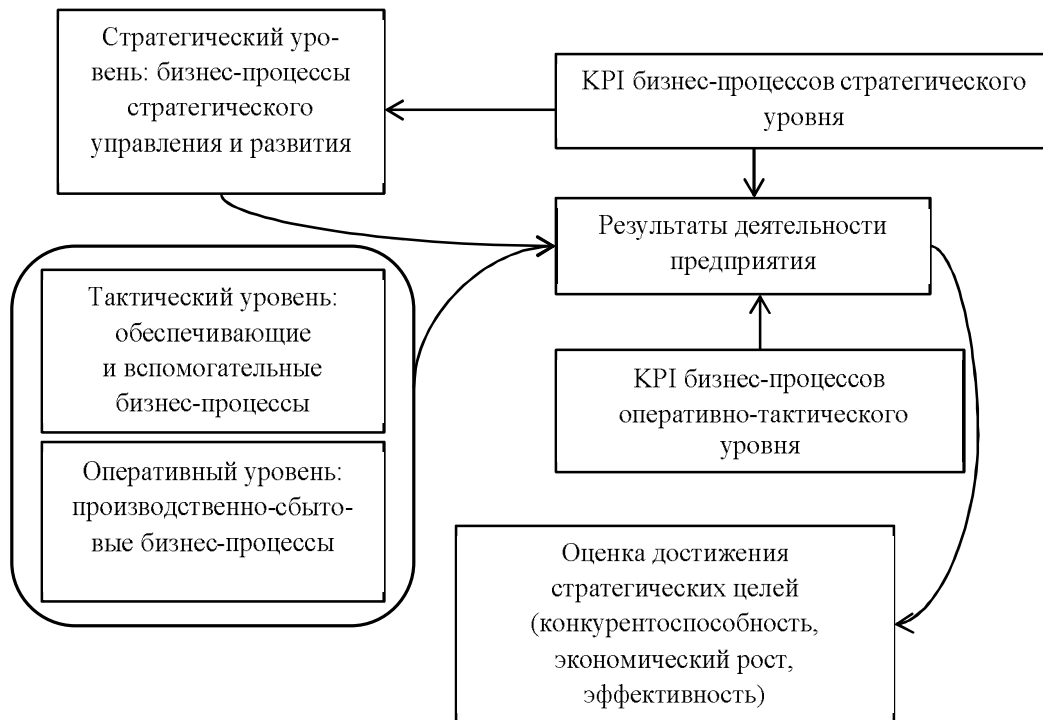 Стратегический уро-
вень: бизнес-процессы
стратегического
управления и развития
KPI бизнес-процессов стратегического
уровня
Результаты деятельности
предприятия
Тактический уровень:
обеспечивающие
и вспомогательные
бизнес-процессы
KPI бизнес-процессов
оперативно-тактического
уровня
Оперативный уровень:
производственно-сбыто-
вые бизнес-процессы
Оценка достижения
стратегических целей
(конкурентоспособность,
экономический рост,
эффективность)